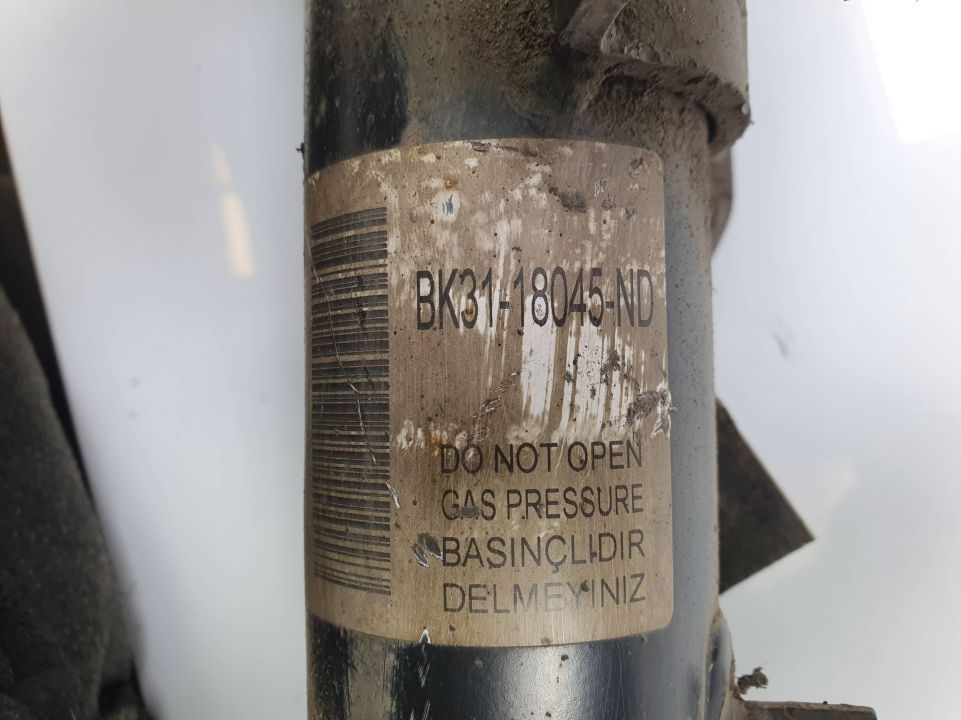 BK31-18045-ND
DO NOT OPEN
GAS PRESSURE
BASINÇLIDIR
DELMEYINIZ